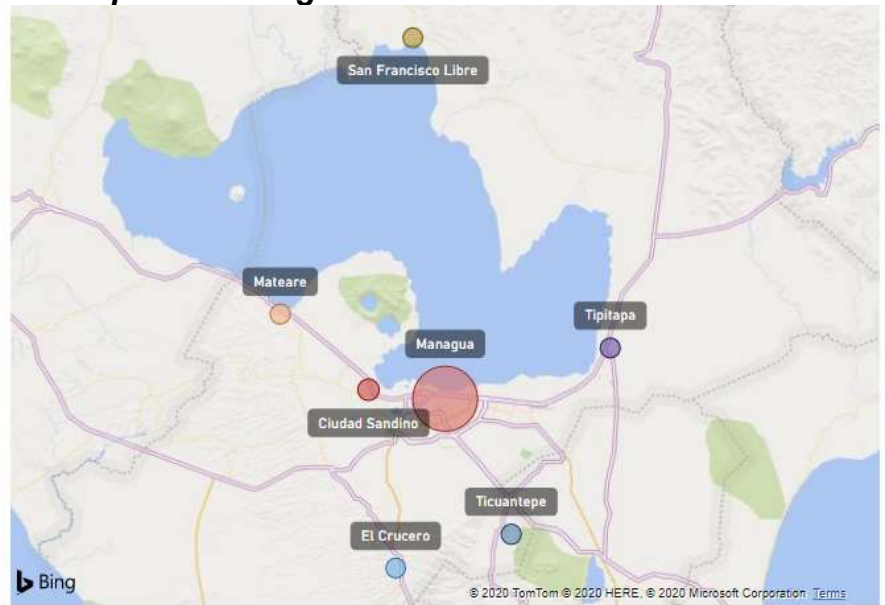 San Francisco Libre
Mateare
Tipitapa
Managua
Ciudad Sandino
Ticuantepe
El Crucero
Bing
© 2020 TomTom © 2020 HERE, © 2020 Microsoft Corporation Terms